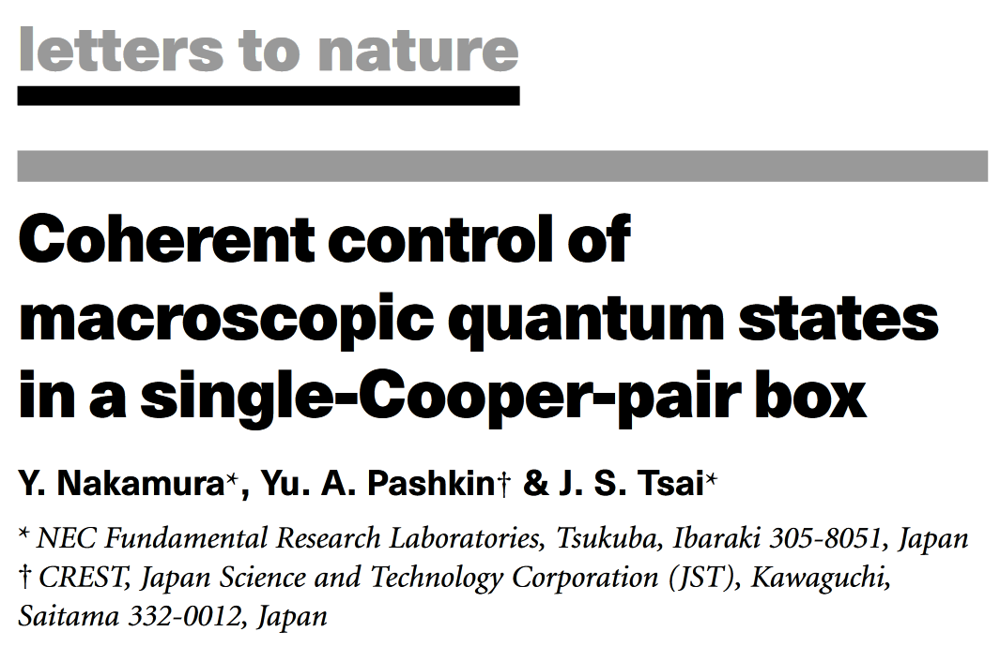 letters to nature
Coherent control of
macroscopic quantum states
in a single-Cooper-pair box
Y. Nakamura*, Yu. A. Pashkin† & J. S. Tsai*
* NEC Fundamental Research Laboratories, Tsukuba, Ibaraki 305-8051, Japan
† CREST, Japan Science and Technology Corporation (JST), Kawaguchi,
Saitama 332-0012, Japan